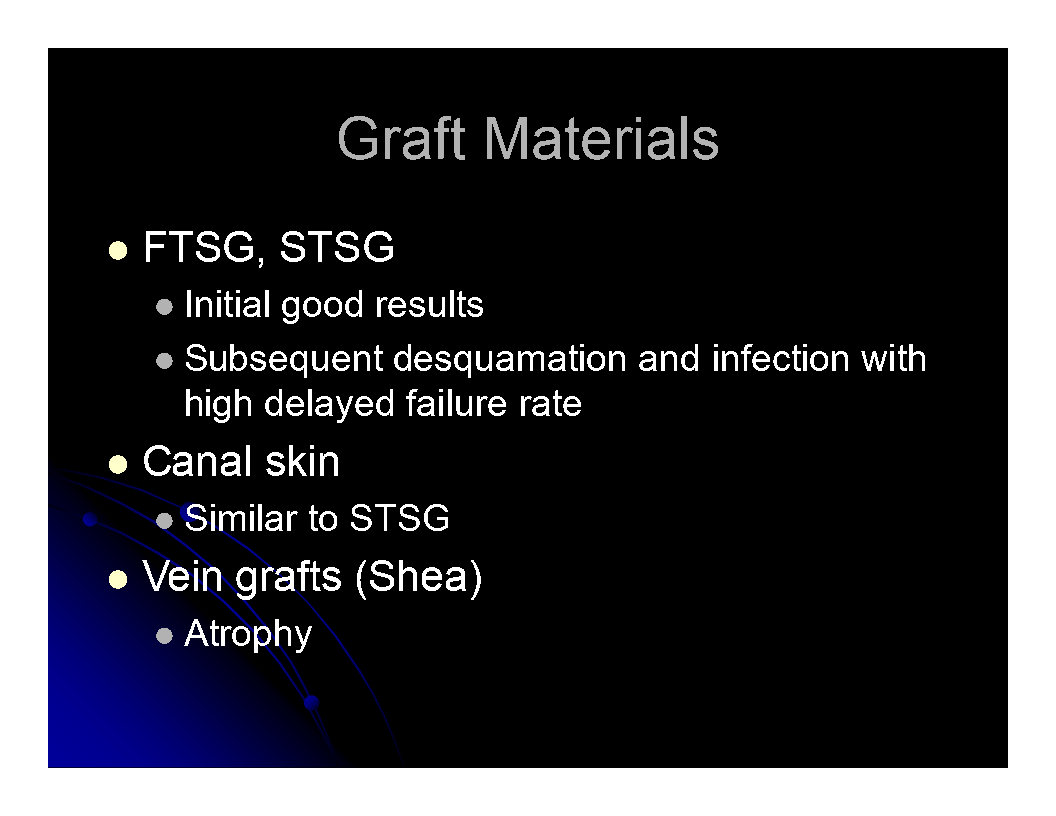 Graft Materials
FTSG, STSG
Initial good results
Subsequent desquamation and infection with
high delayed failure rate
Canal skin
Similar to STSG
Vein grafts (Shea)
Atrophy